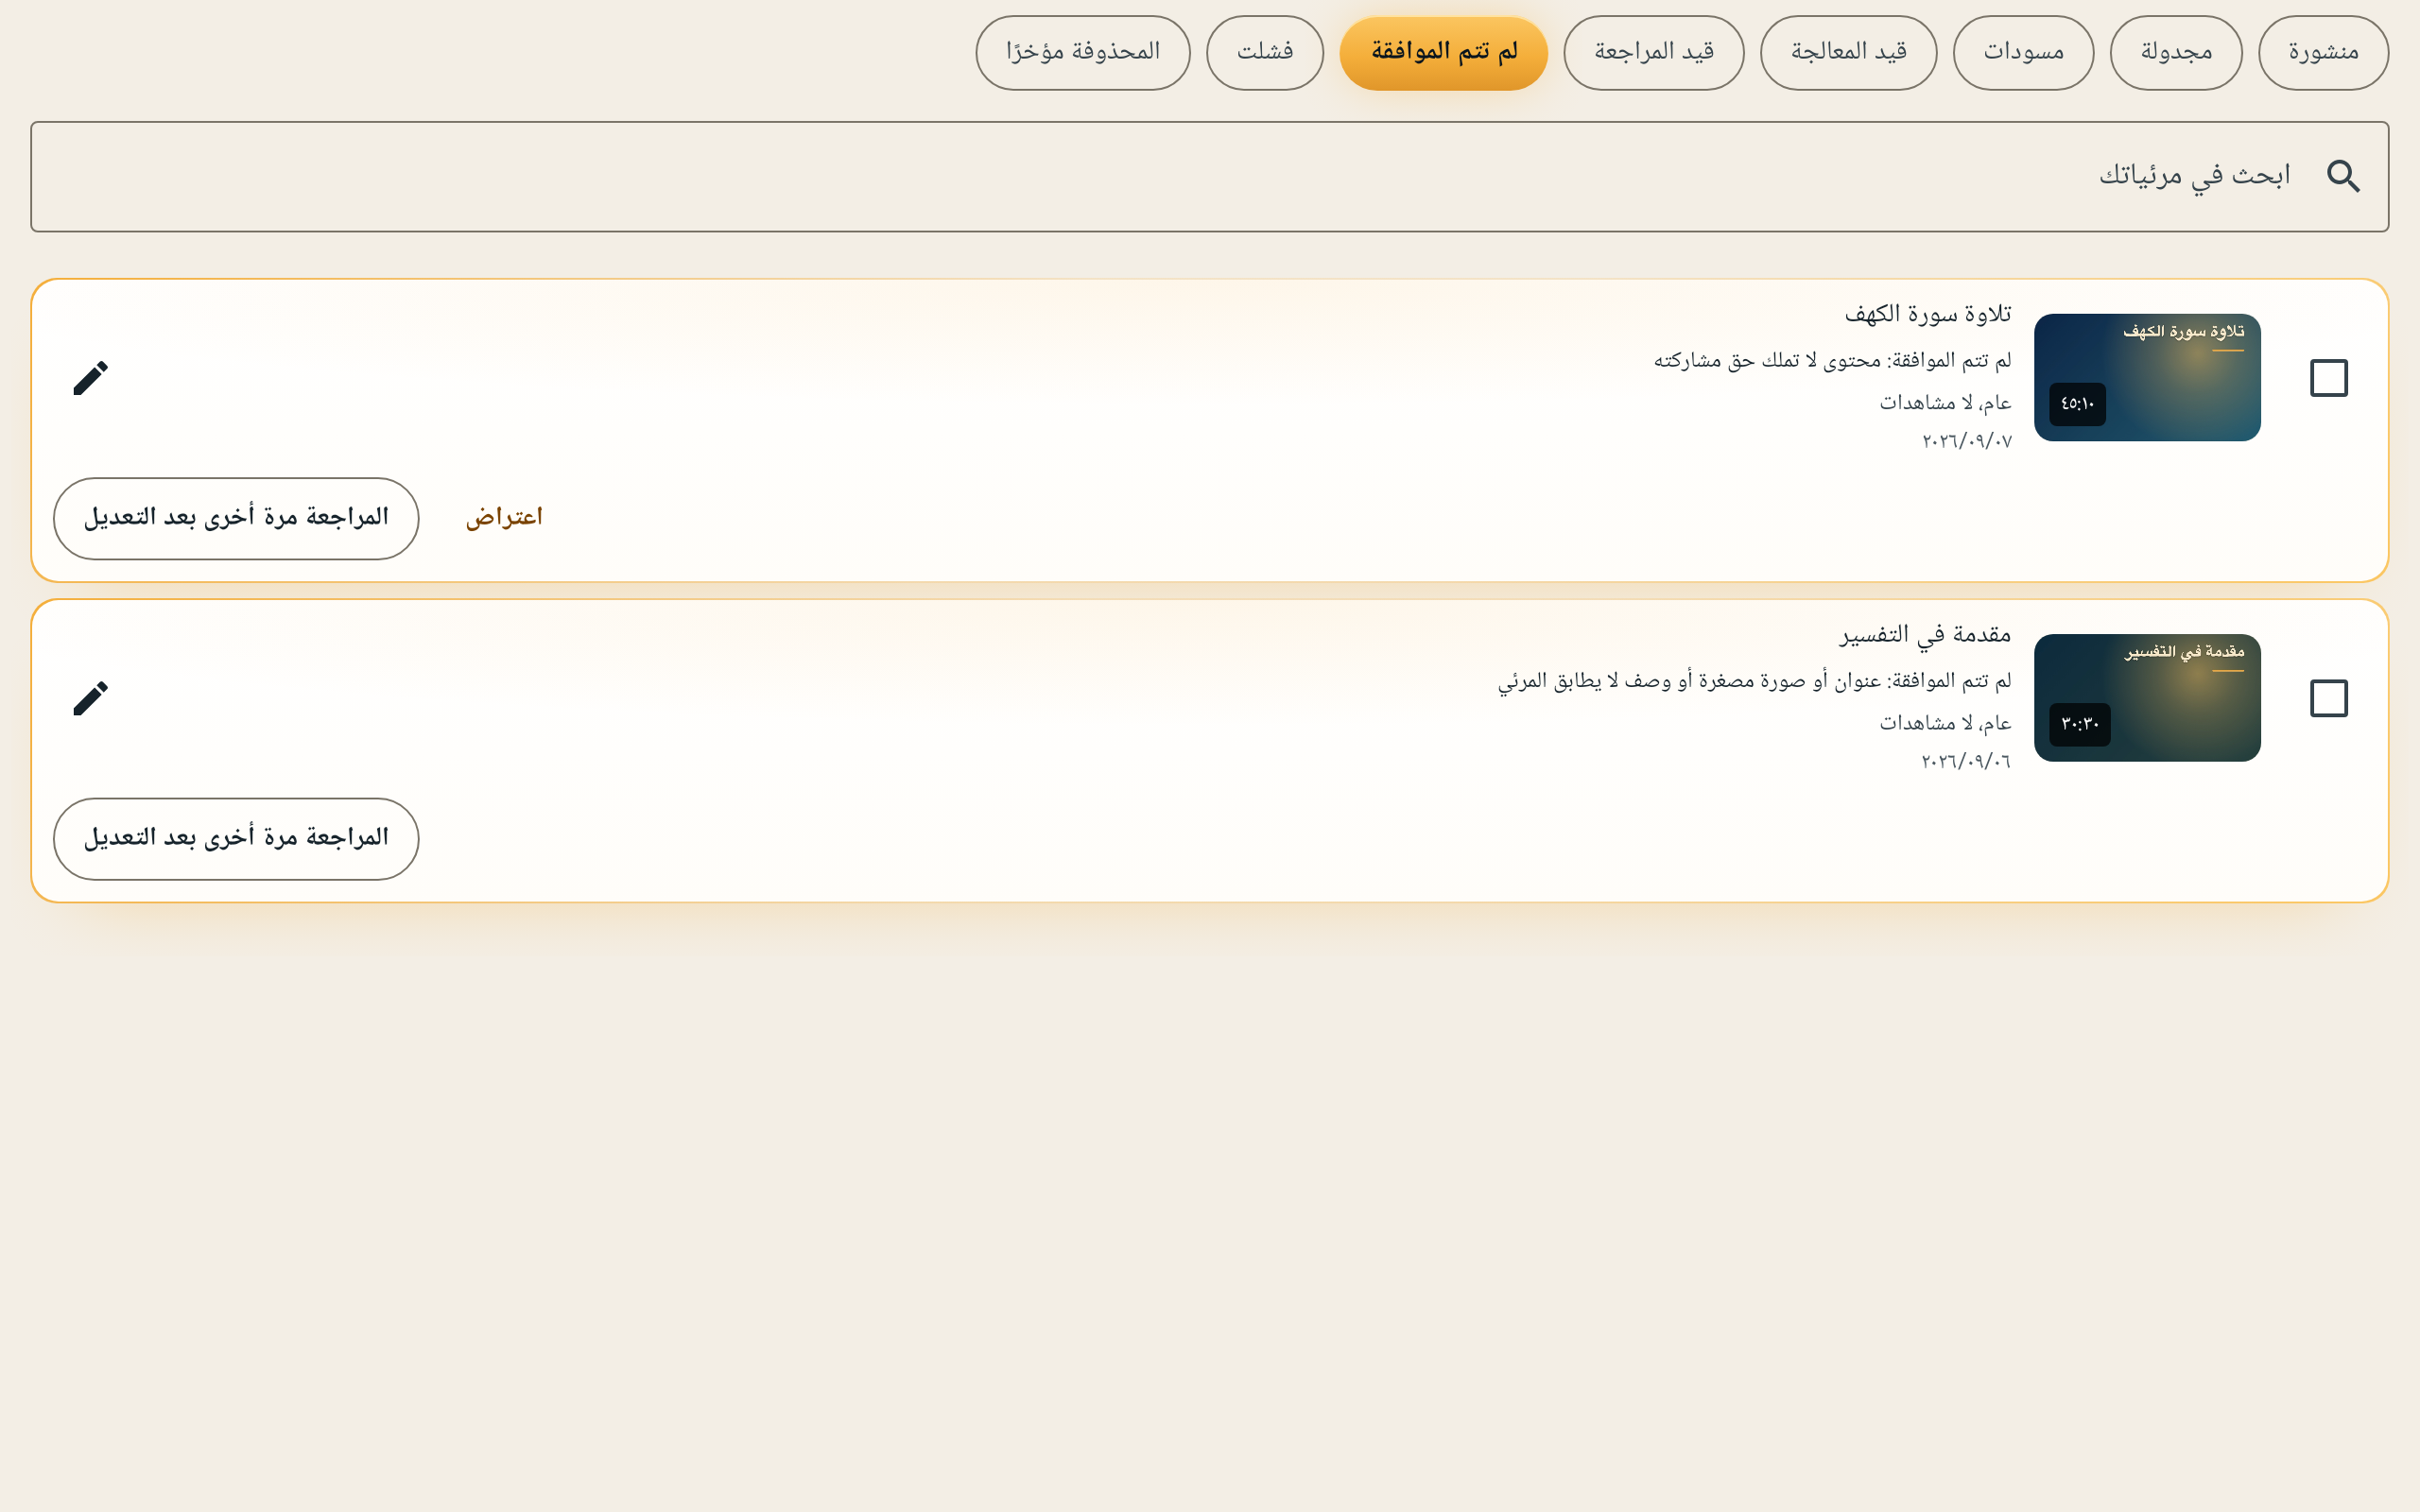 منشورة
مجدولة
مسودات
قيد المعالجة
قيد المراجعة
لم تتم الموافقة
فشلت
المحذوفة مؤخرًا
ابحث في مرئياتك
تلاوة سورة الكهف
٤٥:١٠
تلاوة سورة الكهف
لم تتم الموافقة: محتوى لا تملك حق مشاركته
عام، لا مشاهدات
٢٠٢٦/٠٩/٠٧
اعتراض
المراجعة مرة أخرى بعد التعديل
مقدمة في التفسير
٣٠:٣٠
مقدمة في التفسير
لم تتم الموافقة: عنوان أو صورة مصغرة أو وصف لا يطابق المرئي
عام، لا مشاهدات
٢٠٢٦/٠٩/٠٦
المراجعة مرة أخرى بعد التعديل